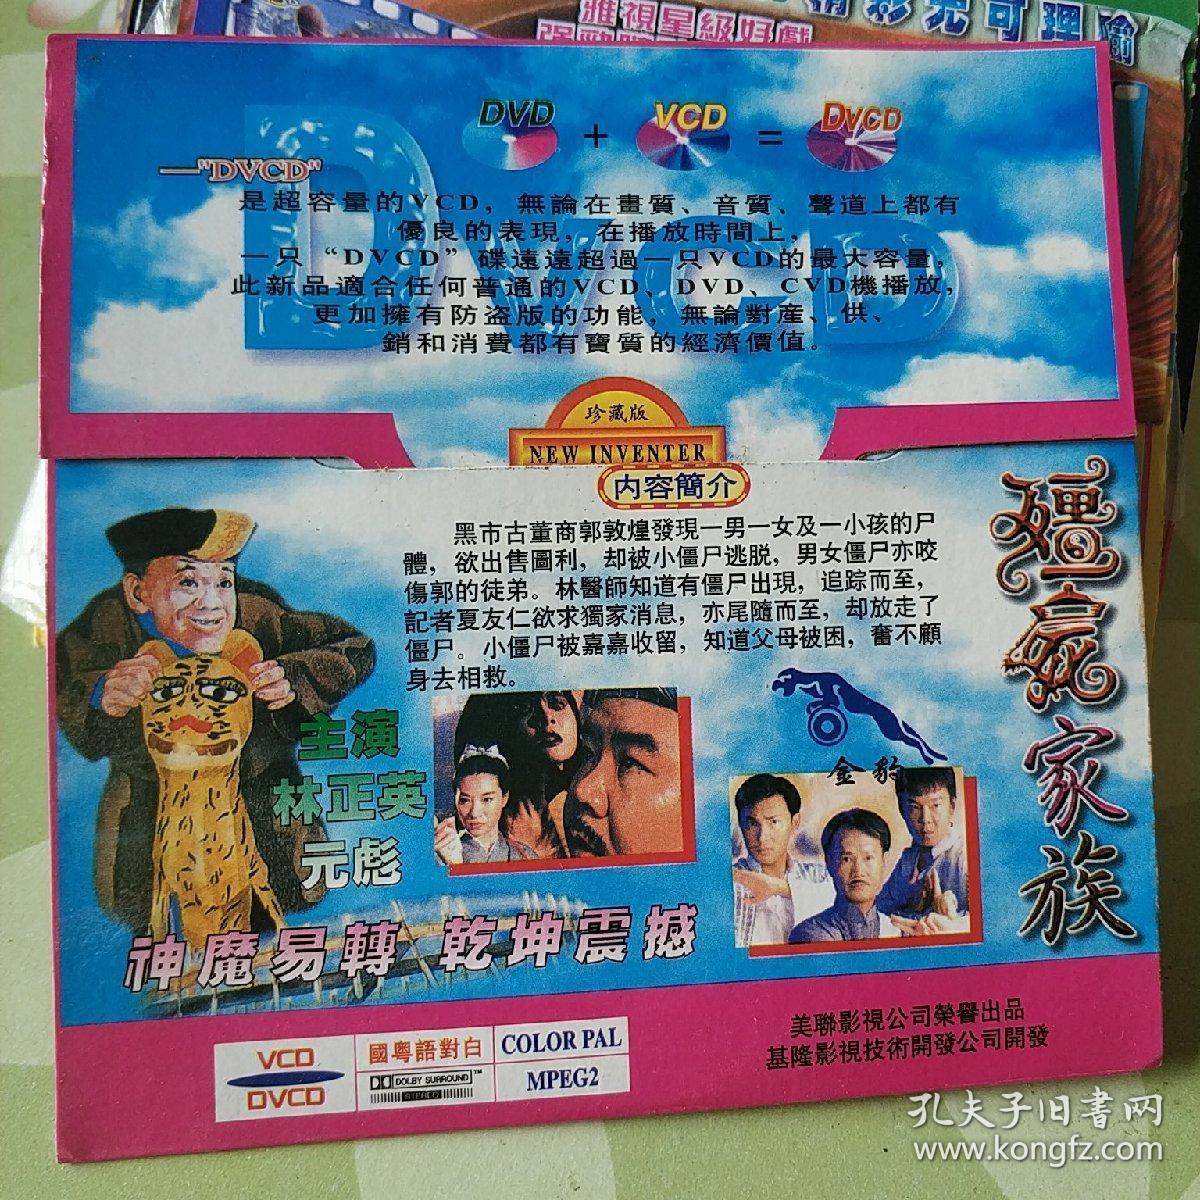 雅視星級好戲
可理喻
DVD + VCD = DVCD
一"DVCD"
是超容量的VCD，無論在畫質、音質、聲道上都有
優良的表現，在播放時間上，
一只“DVCD”碟遠遠超過一只VCD的最大容量，
此新品適合任何普通的VCD、DVD、CVD機播放，
更加擁有防盜版的功能，無論對産、供、
銷和消費都有寶質的經濟價值。
珍藏版
NEW INVENTER
内容簡介
黑市古董商郭敦煌發現一男一女及一小孩的尸
體，欲出售圖利，却被小僵尸逃脱，男女僵尸亦咬
傷郭的徒弟。林醫師知道有僵尸出現，追踪而至，
記者夏友仁欲求獨家消息，亦尾隨而至，却放走了
僵尸。小僵尸被嘉嘉收留，知道父母被困，奮不顧
身去相救。
殭屍家族
主演
林正英
元彪
金豹
神魔易轉 乾坤震撼
美聯影視公司榮譽出品
基隆影視技術開發公司開發
VCD
DVCD
國粤語對白
DOLBY SURROUND™
STEREO
COLOR PAL
MPEG2
孔夫子旧書网
www.kongfz.com